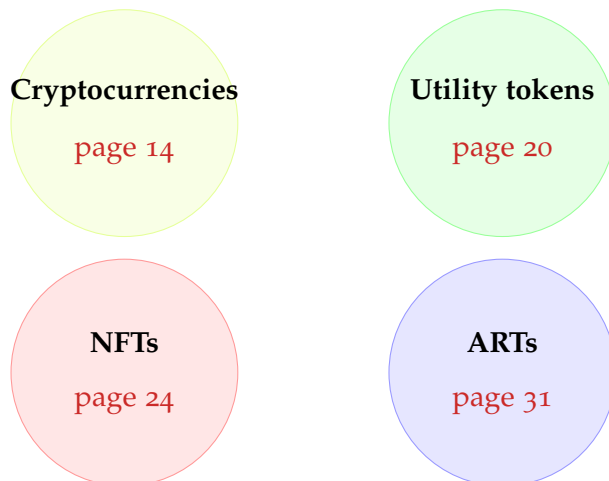 Cryptocurrencies
page 14
Utility tokens
page 20
NFTs
page 24
ARTs
page 31